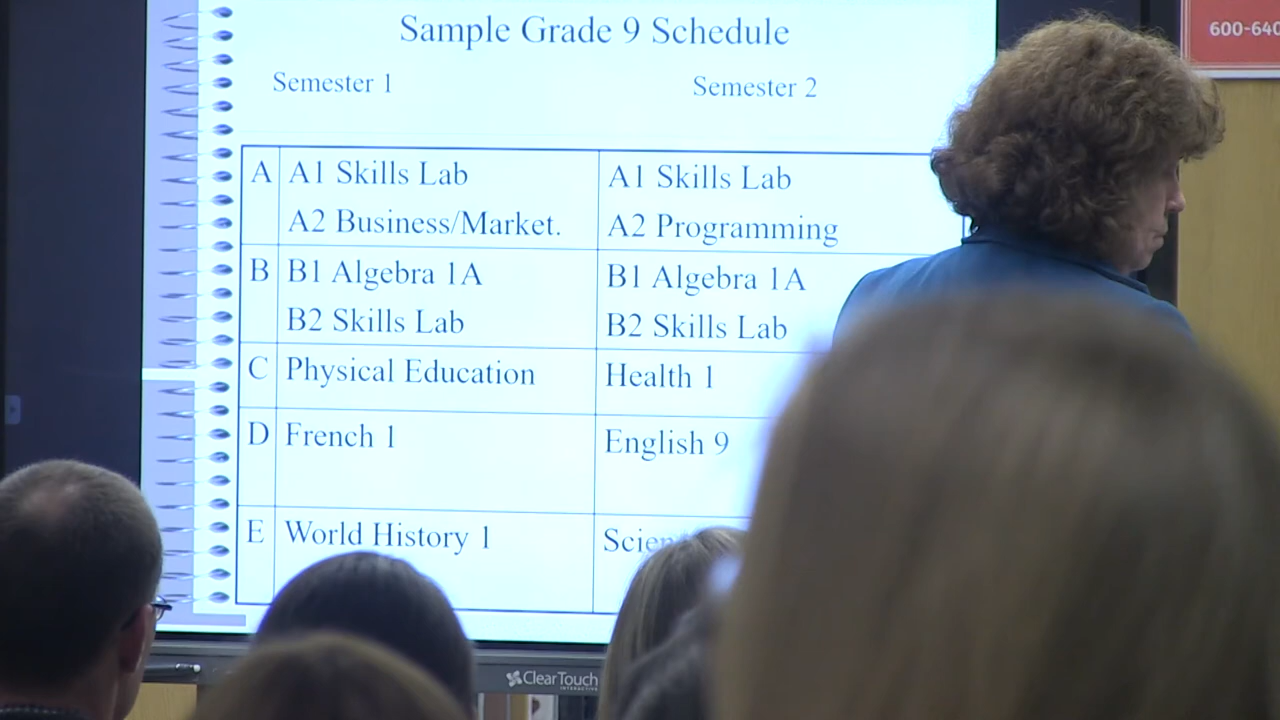 600-640
Sample Grade 9 Schedule
Semester 1 Semester 2
A A1 Skills Lab A1 Skills Lab
A2 Business/Market. A2 Programming
B B1 Algebra 1A B1 Algebra 1A
B2 Skills Lab B2 Skills Lab
C Physical Education Health 1
D French 1 English 9
E World History 1
ClearTouch
INTERACTIVE